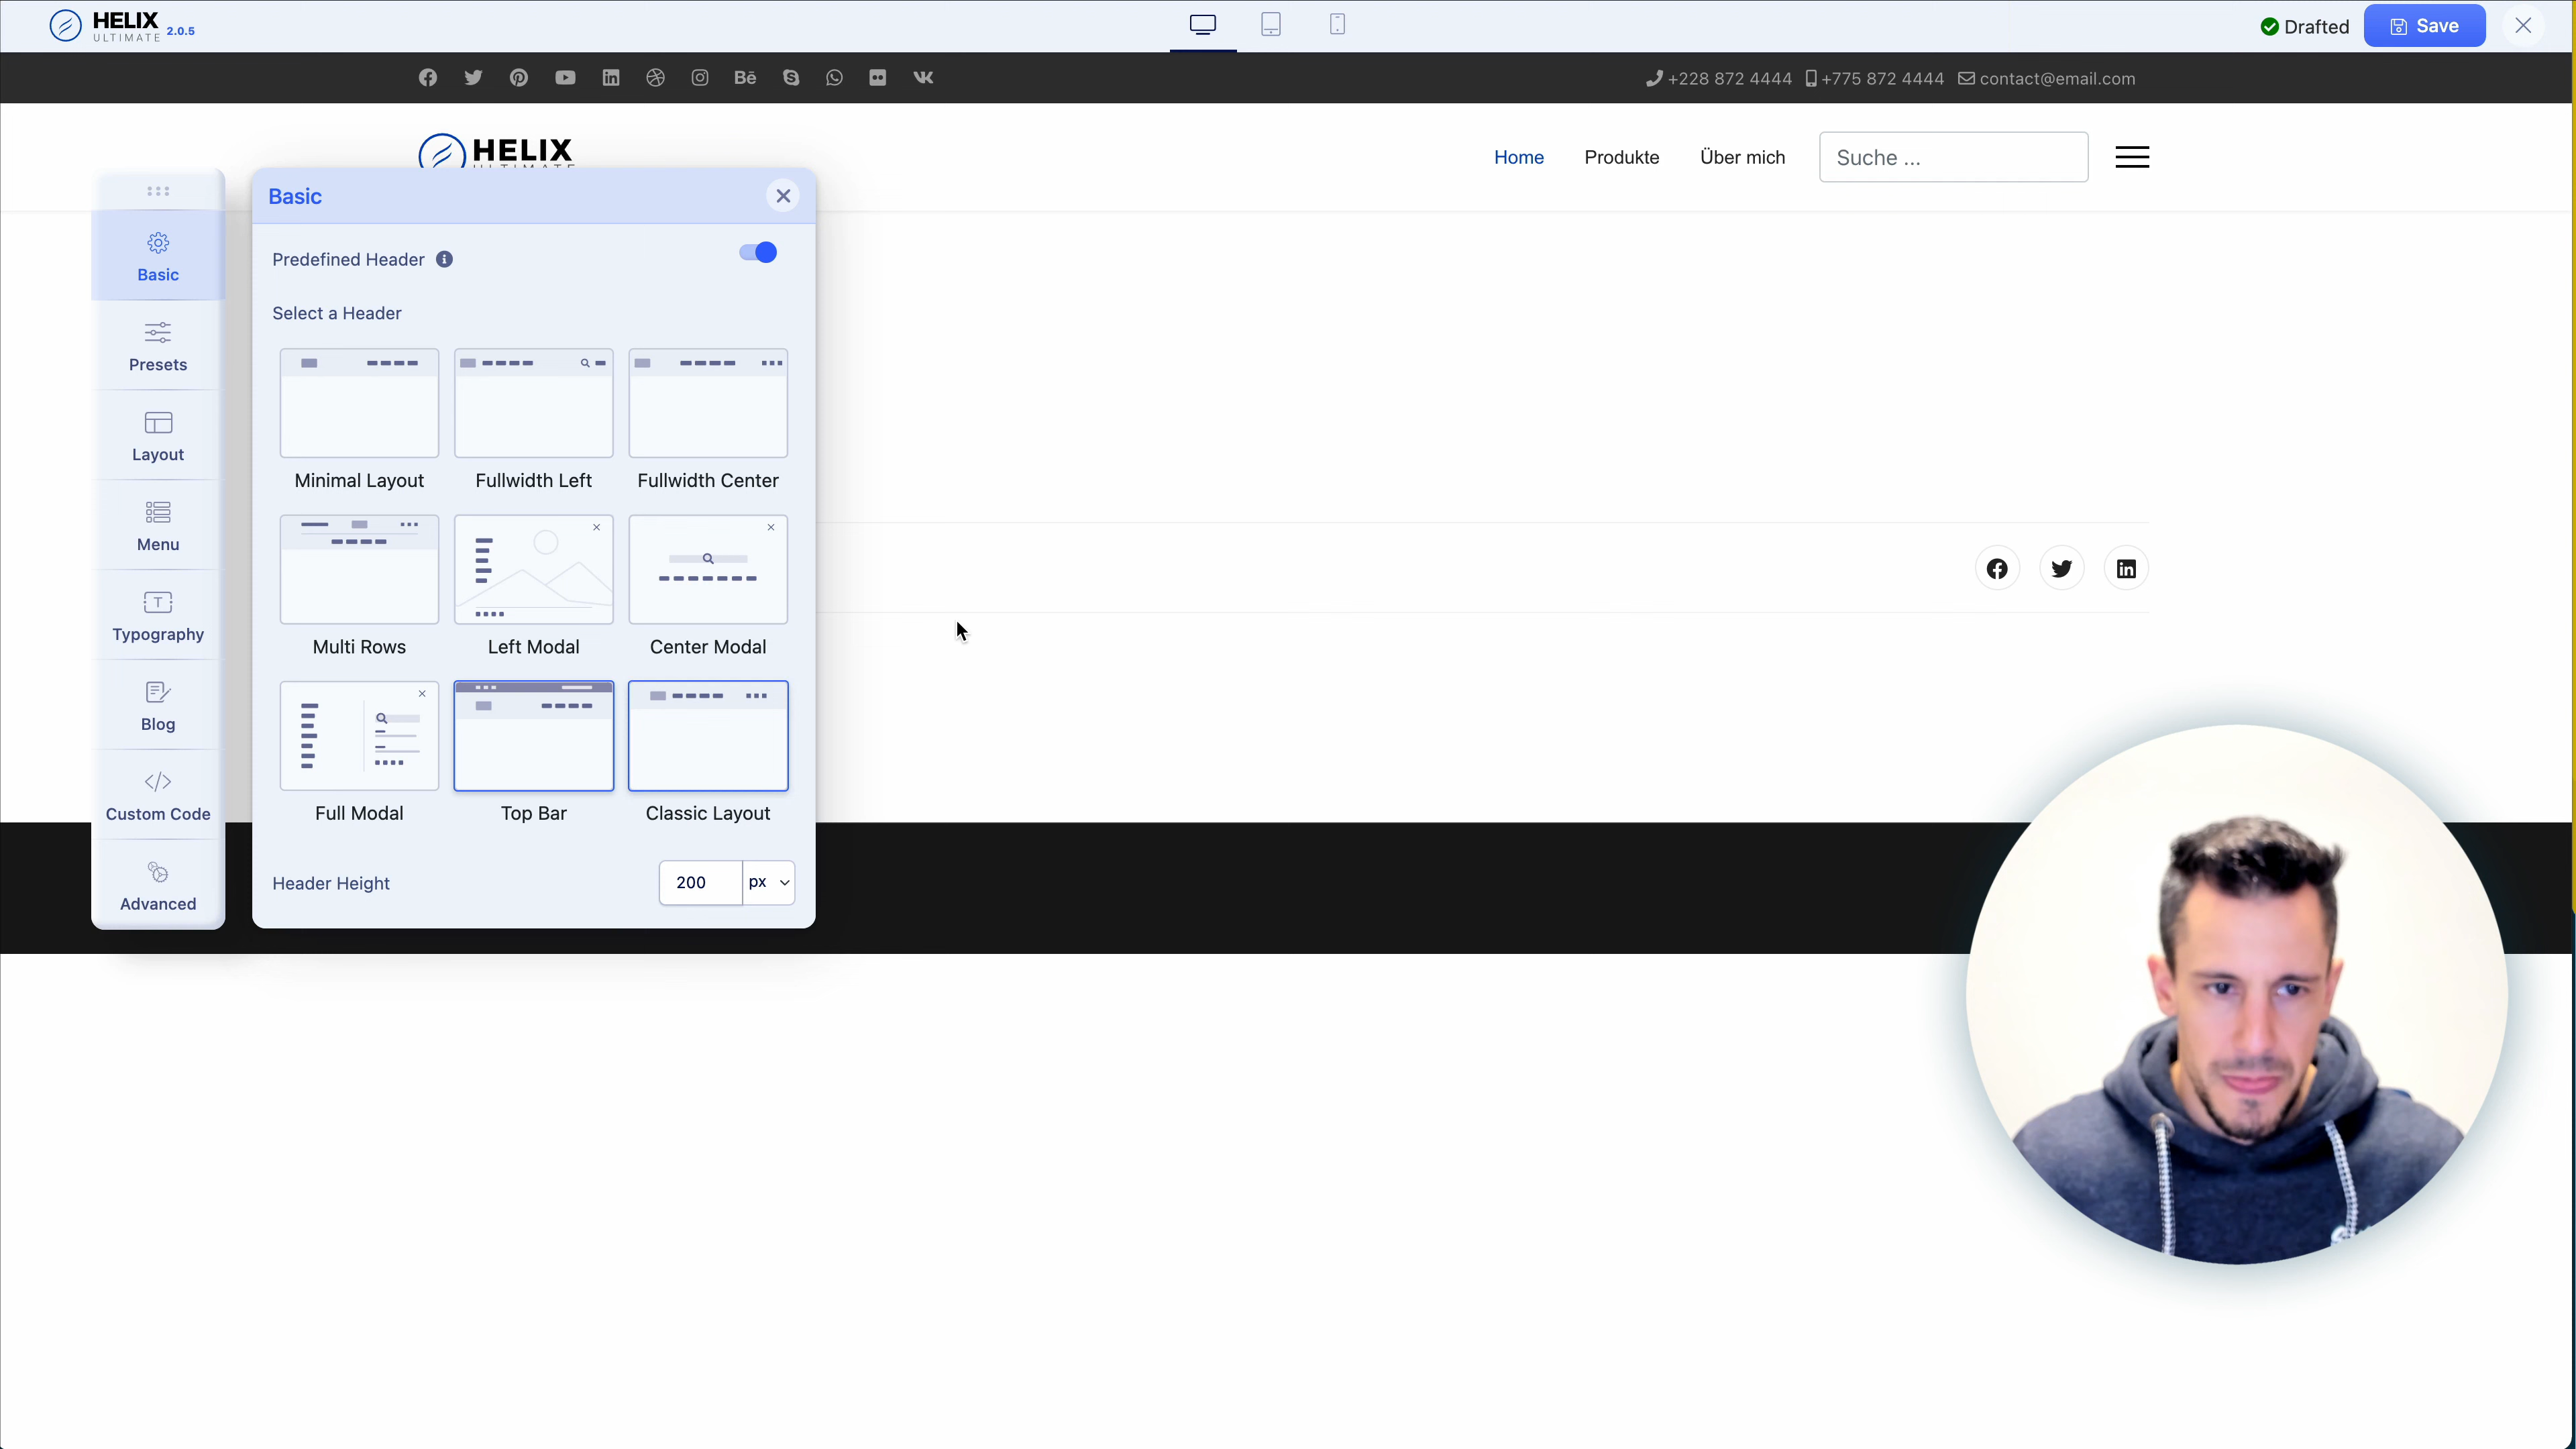 HELIX
ULTIMATE 2.0.5
Drafted
Save
+228 872 4444 +775 872 4444 contact@email.com
HELIX
Home Produkte Über mich Suche ...
Basic
Predefined Header
Select a Header
Minimal Layout Fullwidth Left Fullwidth Center
Multi Rows Left Modal Center Modal
Full Modal Top Bar Classic Layout
Header Height 200 px
Basic
Presets
Layout
Menu
Typography
Blog
Custom Code
Advanced